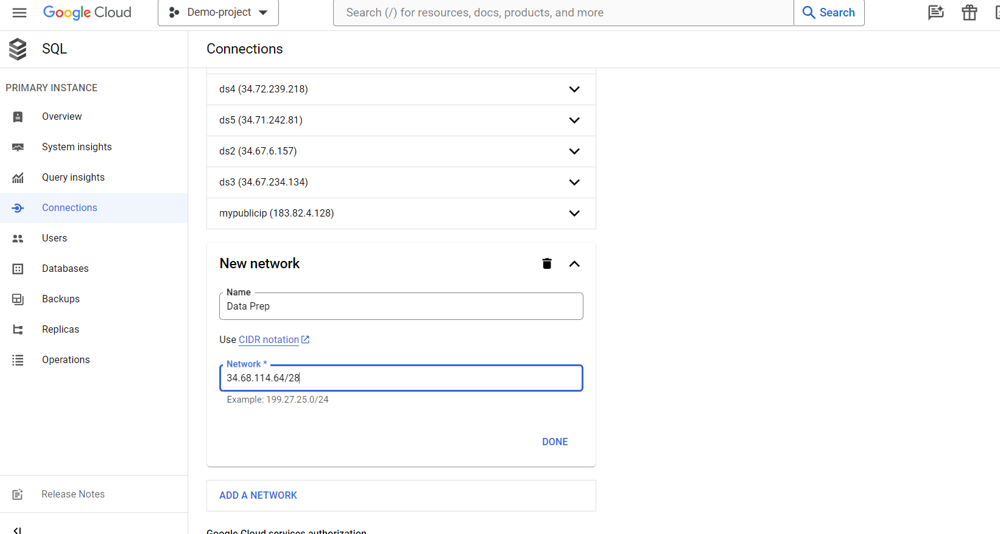 Google Cloud
Demo-project
Search (/) for resources, docs, products, and more
Search
SQL
Connections
PRIMARY INSTANCE
Overview
System insights
Query insights
Connections
Users
Databases
Backups
Replicas
Operations
Release Notes
ds4 (34.72.239.218)
ds5 (34.71.242.81)
ds2 (34.67.6.157)
ds3 (34.67.234.134)
mypublicip (183.82.4.128)
New network
Name
Data Prep
Use CIDR notation
Network *
34.68.114.64/28
Example: 199.27.25.0/24
DONE
ADD A NETWORK
Google Cloud services authorization